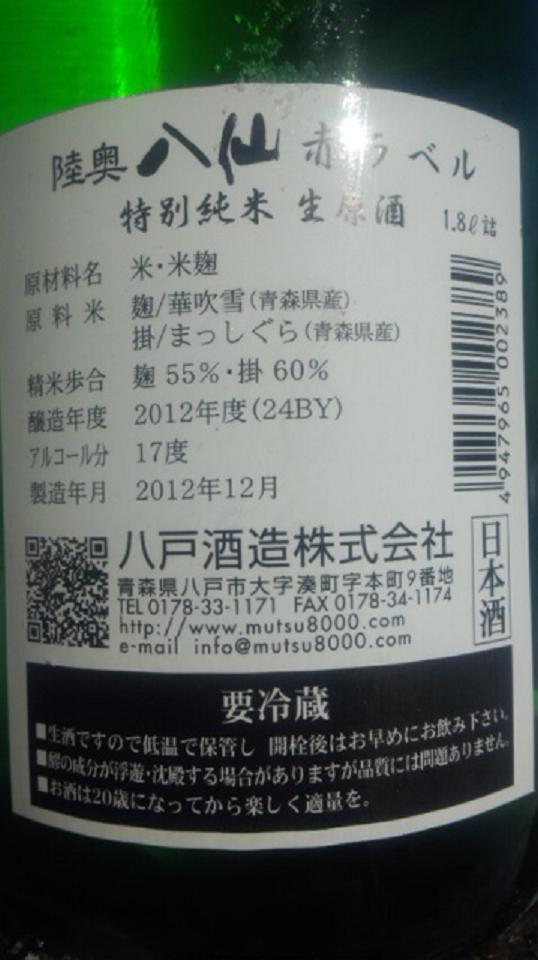 陸奥八仙 赤ラベル
特別純米 生原酒 1.8ℓ詰
原材料名 米・米麹
原料米 麹/華吹雪(青森県産)
掛/まっしぐら(青森県産)
精米歩合 麹 55%・掛 60%
醸造年度 2012年度(24BY)
アルコール分 17度
製造年月 2012年12月
4947965 002389
八戸酒造株式会社
青森県八戸市大字湊町字本町9番地
TEL 0178-33-1171 FAX 0178-34-1174
http://www.mutsu8000.com
e-mail info@mutsu8000.com
日本酒
要冷蔵
■生酒ですので低温で保管し 開栓後はお早めにお飲み下さい。
■醪の成分が浮遊・沈殿する場合がありますが品質には問題ありません。
■お酒は20歳になってから楽しく適量を。